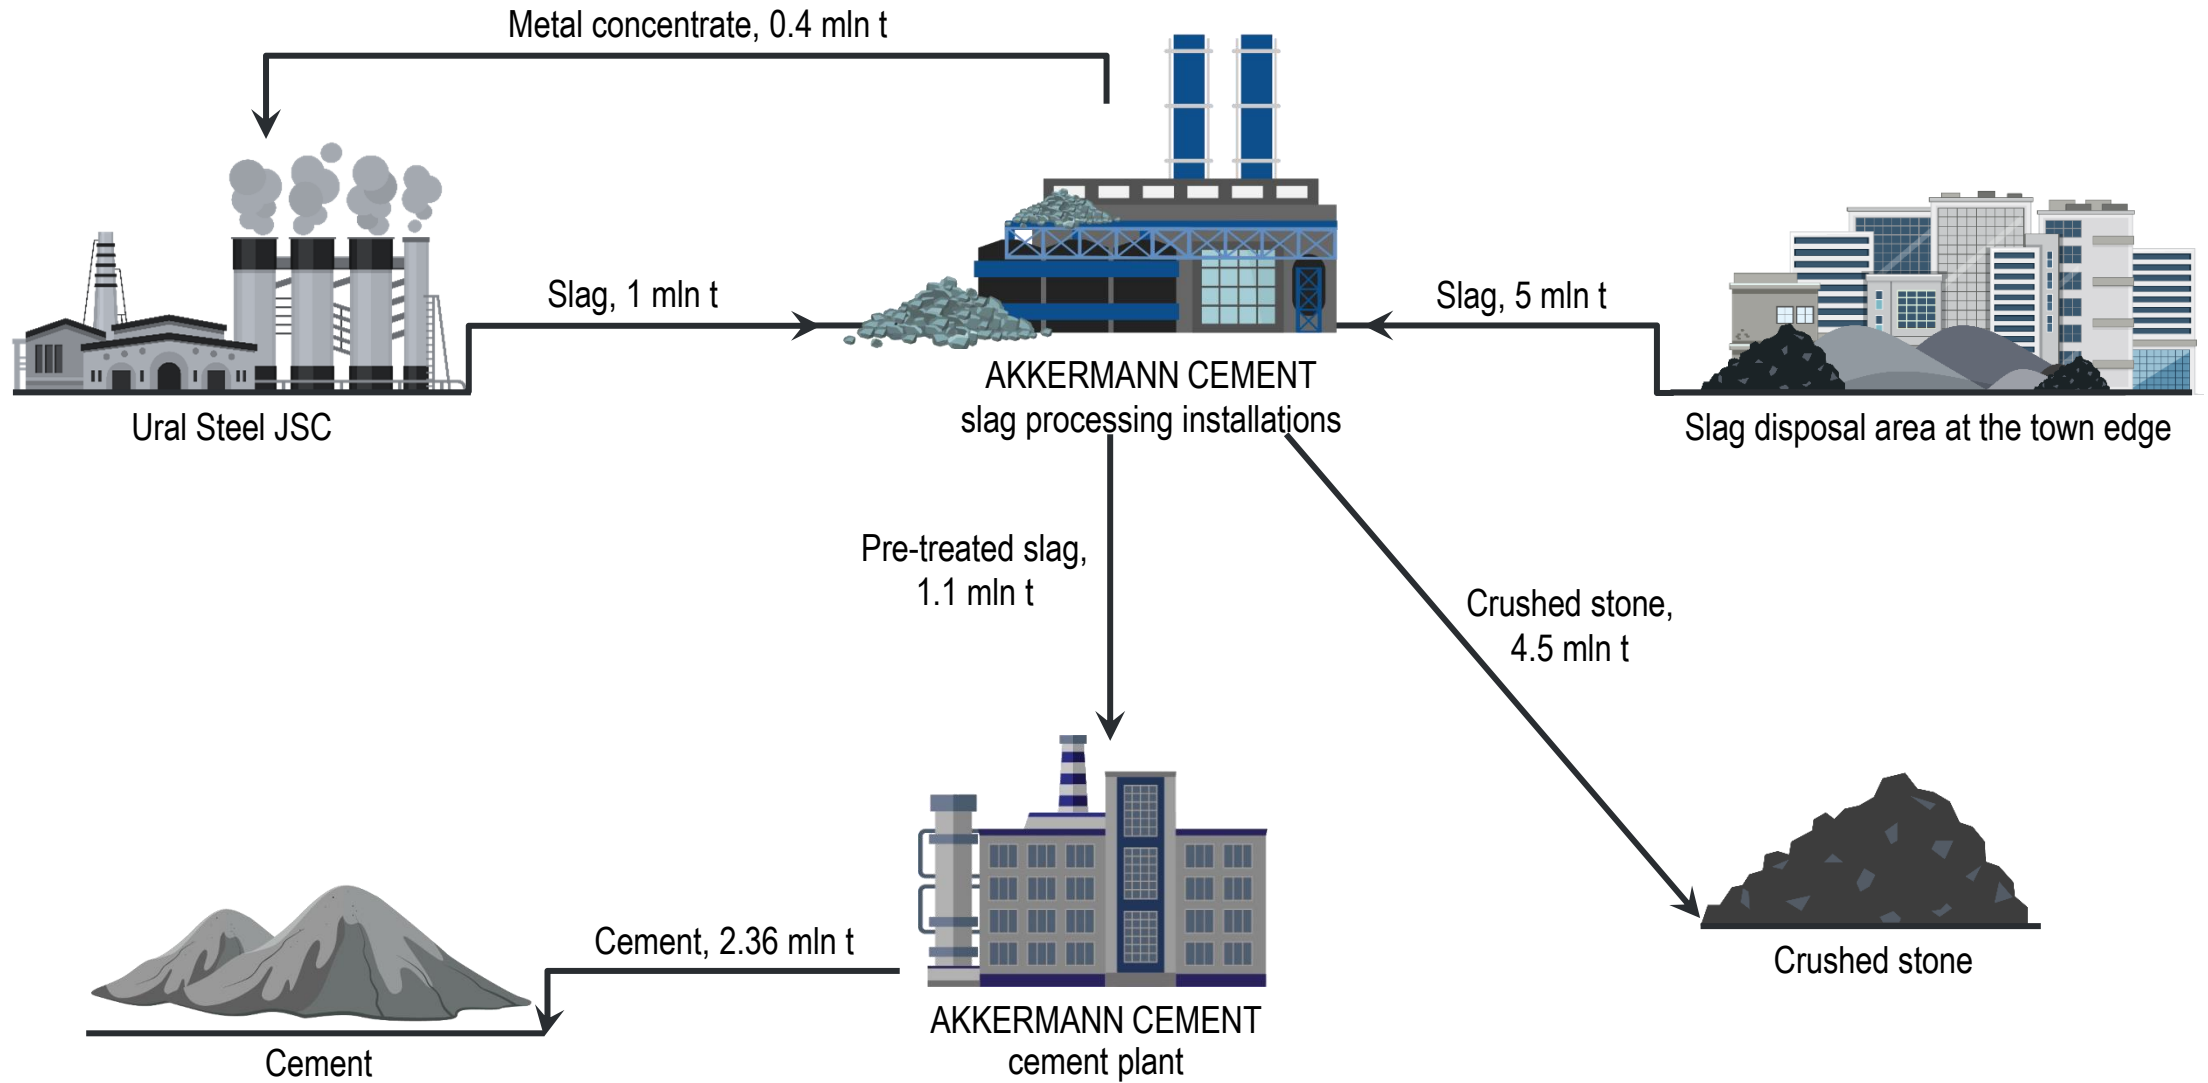 Metal concentrate, 0.4 mln t
Slag, 1 mln t
Slag, 5 mln t
Ural Steel JSC
AKKERMANN CEMENT
slag processing installations
Slag disposal area at the town edge
Pre-treated slag,
1.1 mln t
Crushed stone,
4.5 mln t
Cement, 2.36 mln t
Crushed stone
AKKERMANN CEMENT
cement plant
Cement